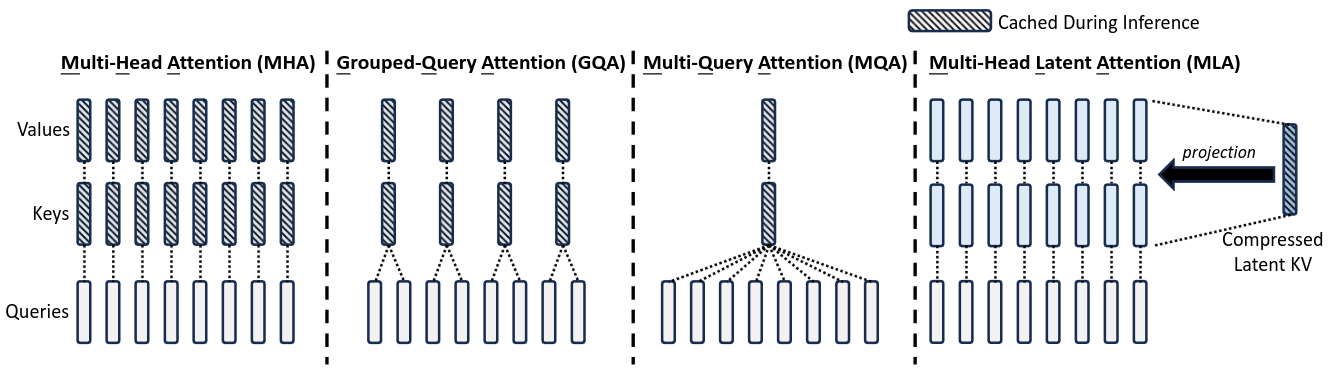 Cached During Inference
Multi-Head Attention (MHA)
Grouped-Query Attention (GQA)
Multi-Query Attention (MQA)
Multi-Head Latent Attention (MLA)
Values
Keys
Queries
projection
Compressed
Latent KV